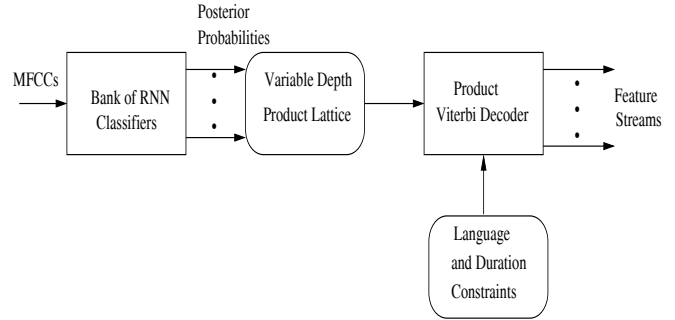 Posterior
Probabilities
MFCCs
Bank of RNN
Classifiers
Variable Depth
Product Lattice
Product
Viterbi Decoder
Feature
Streams
Language
and Duration
Constraints